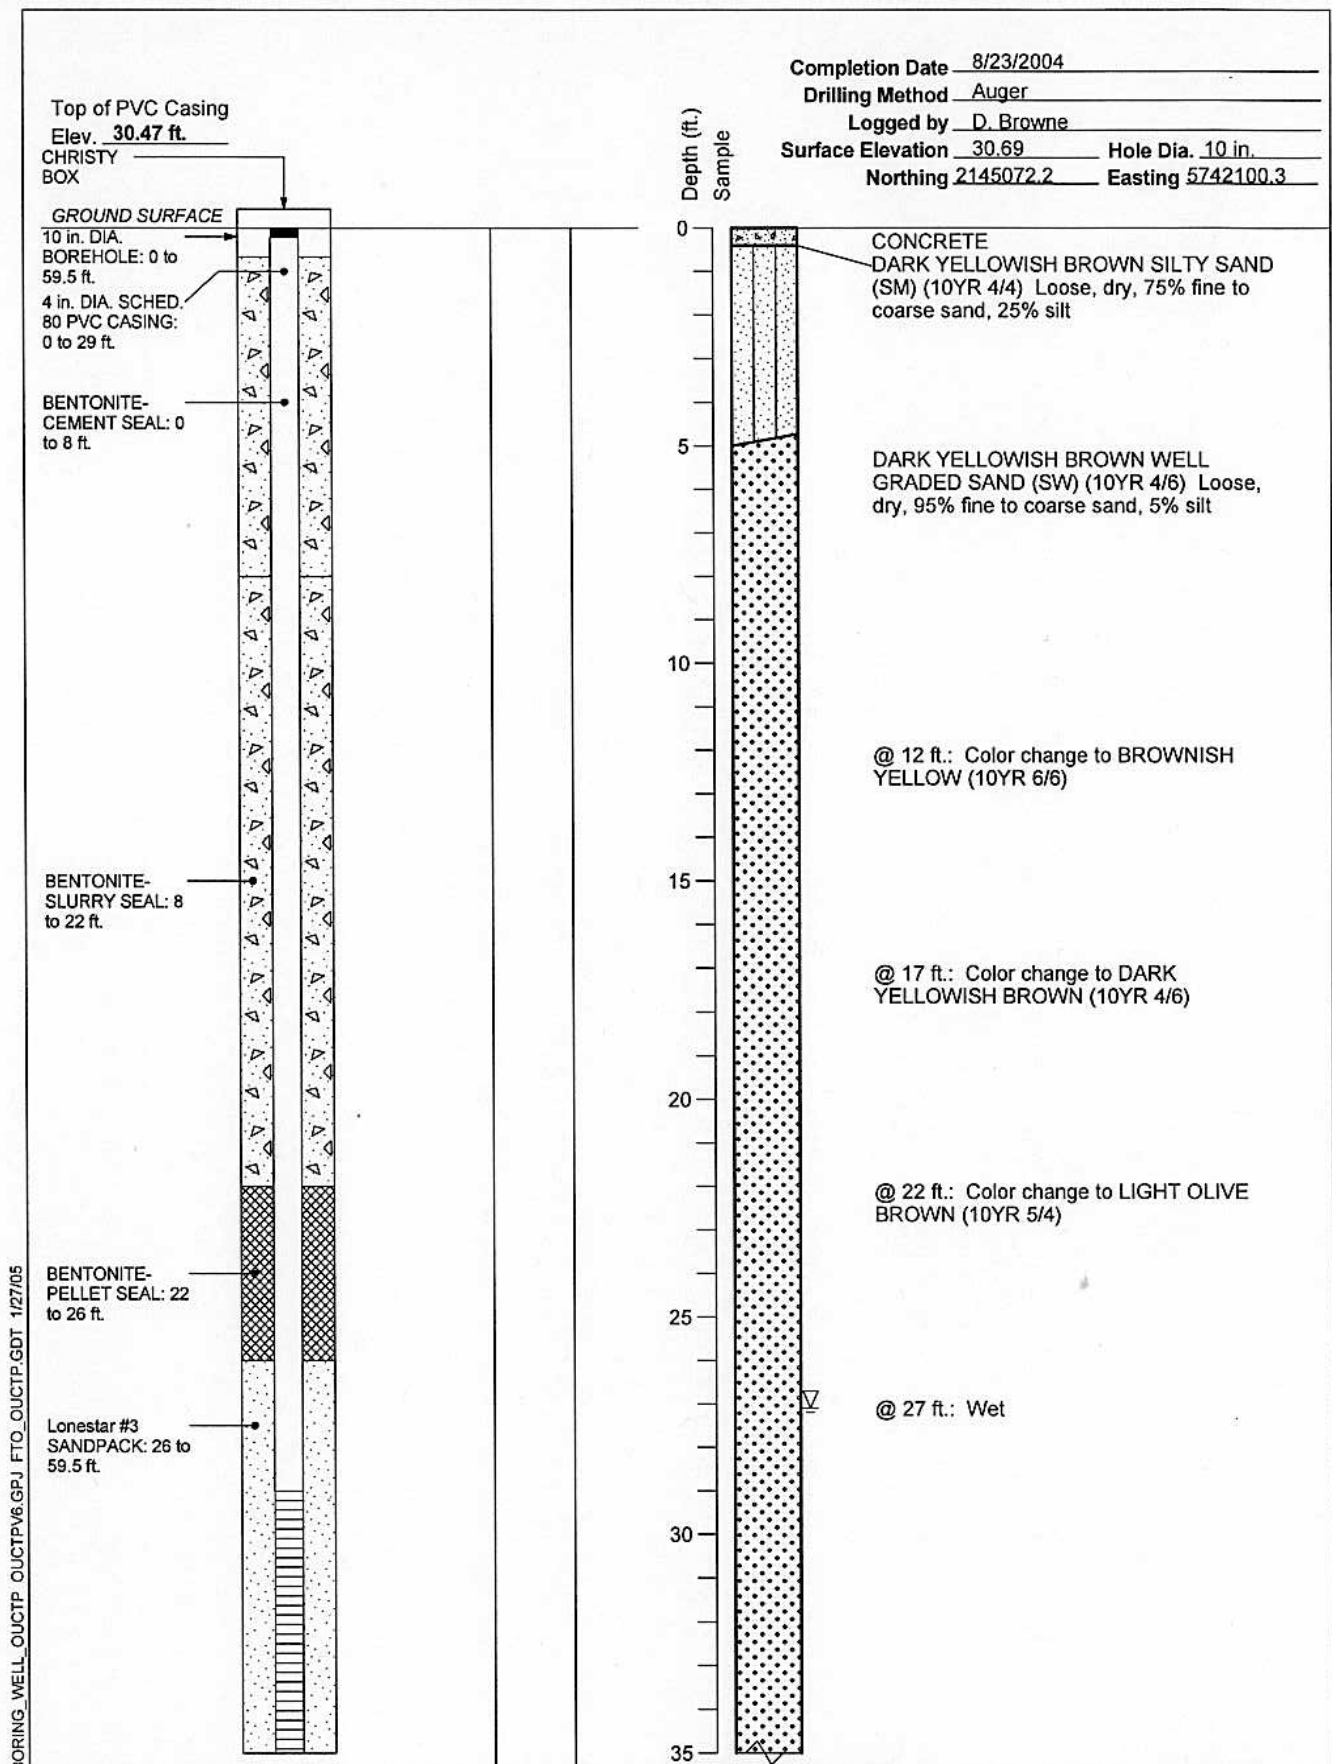 Completion Date 8/23/2004
Drilling Method Auger
Logged by D. Browne
Surface Elevation 30.69 Hole Dia. 10 in.
Northing 2145072.2 Easting 5742100.3
Top of PVC Casing
Elev. 30.47 ft.
CHRISTY
BOX
GROUND SURFACE
10 in. DIA.
BOREHOLE: 0 to
59.5 ft.
4 in. DIA. SCHED.
80 PVC CASING:
0 to 29 ft.
BENTONITE-
CEMENT SEAL: 0
to 8 ft.
BENTONITE-
SLURRY SEAL: 8
to 22 ft.
BENTONITE-
PELLET SEAL: 22
to 26 ft.
Lonestar #3
SANDPACK: 26 to
59.5 ft.
Depth (ft.)
Sample
0
5
10
15
20
25
30
35
CONCRETE
DARK YELLOWISH BROWN SILTY SAND
(SM) (10YR 4/4) Loose, dry, 75% fine to
coarse sand, 25% silt
DARK YELLOWISH BROWN WELL
GRADED SAND (SW) (10YR 4/6) Loose,
dry, 95% fine to coarse sand, 5% silt
@ 12 ft.: Color change to BROWNISH
YELLOW (10YR 6/6)
@ 17 ft.: Color change to DARK
YELLOWISH BROWN (10YR 4/6)
@ 22 ft.: Color change to LIGHT OLIVE
BROWN (10YR 5/4)
@ 27 ft.: Wet
ORING_WELL_OUCTP OUCTPV6.GPJ FTO_OUCTP.GDT 1/27/05